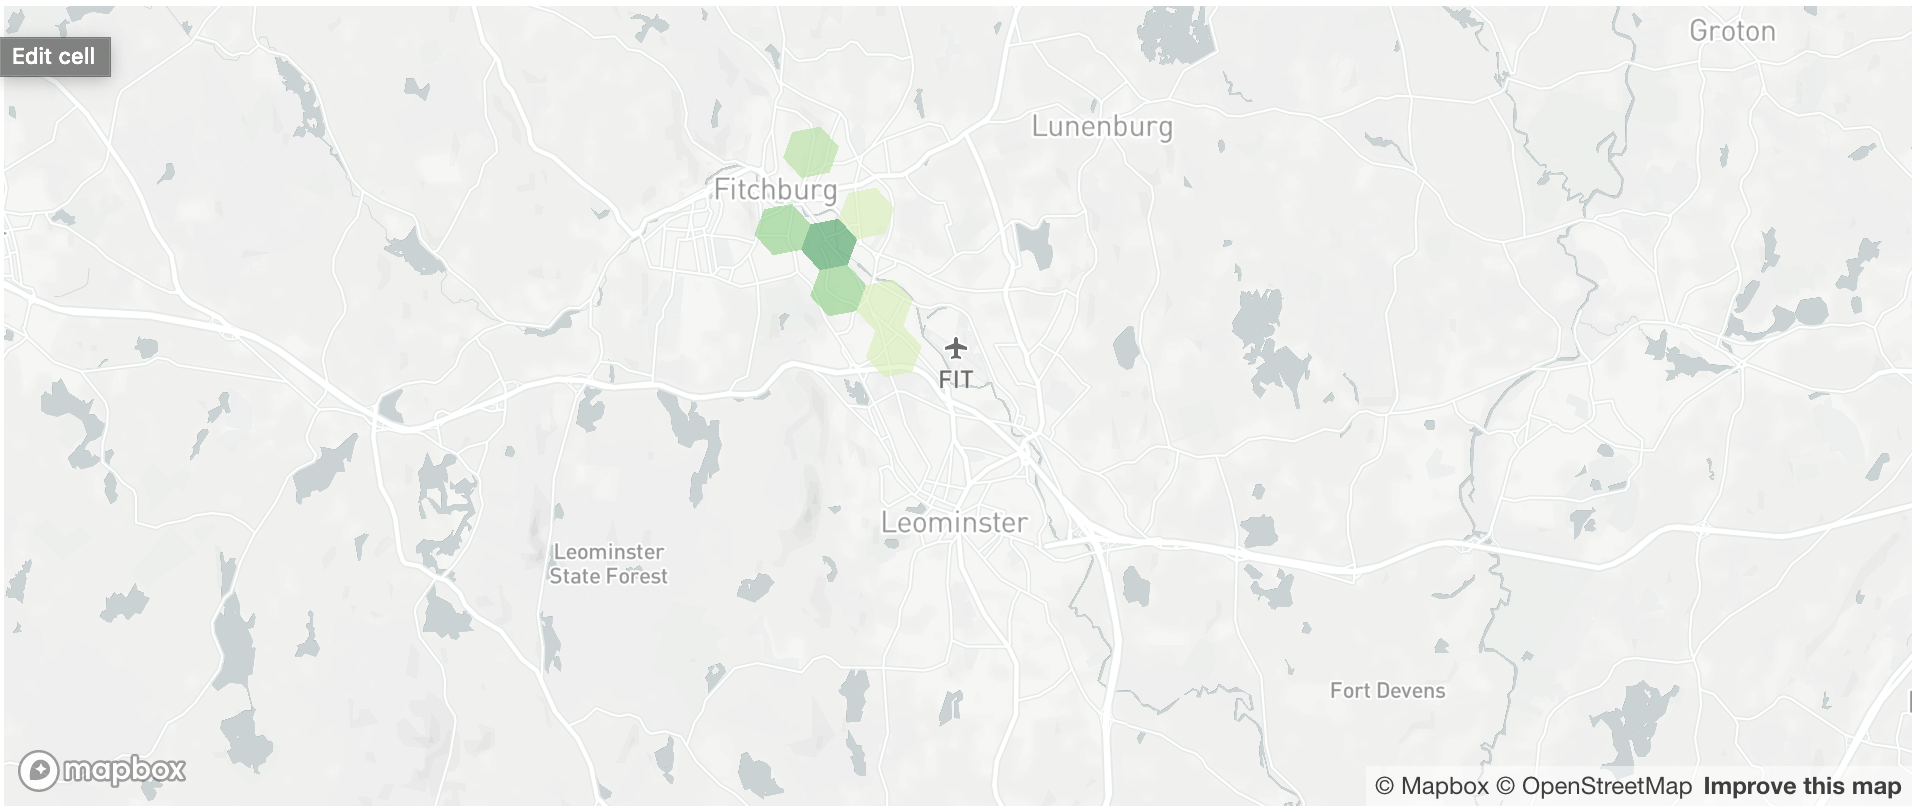 Groton
Edit cell
Lunenburg
Fitchburg
FIT
Leominster
Leominster
State Forest
Fort Devens
mapbox
© Mapbox © OpenStreetMap Improve this map